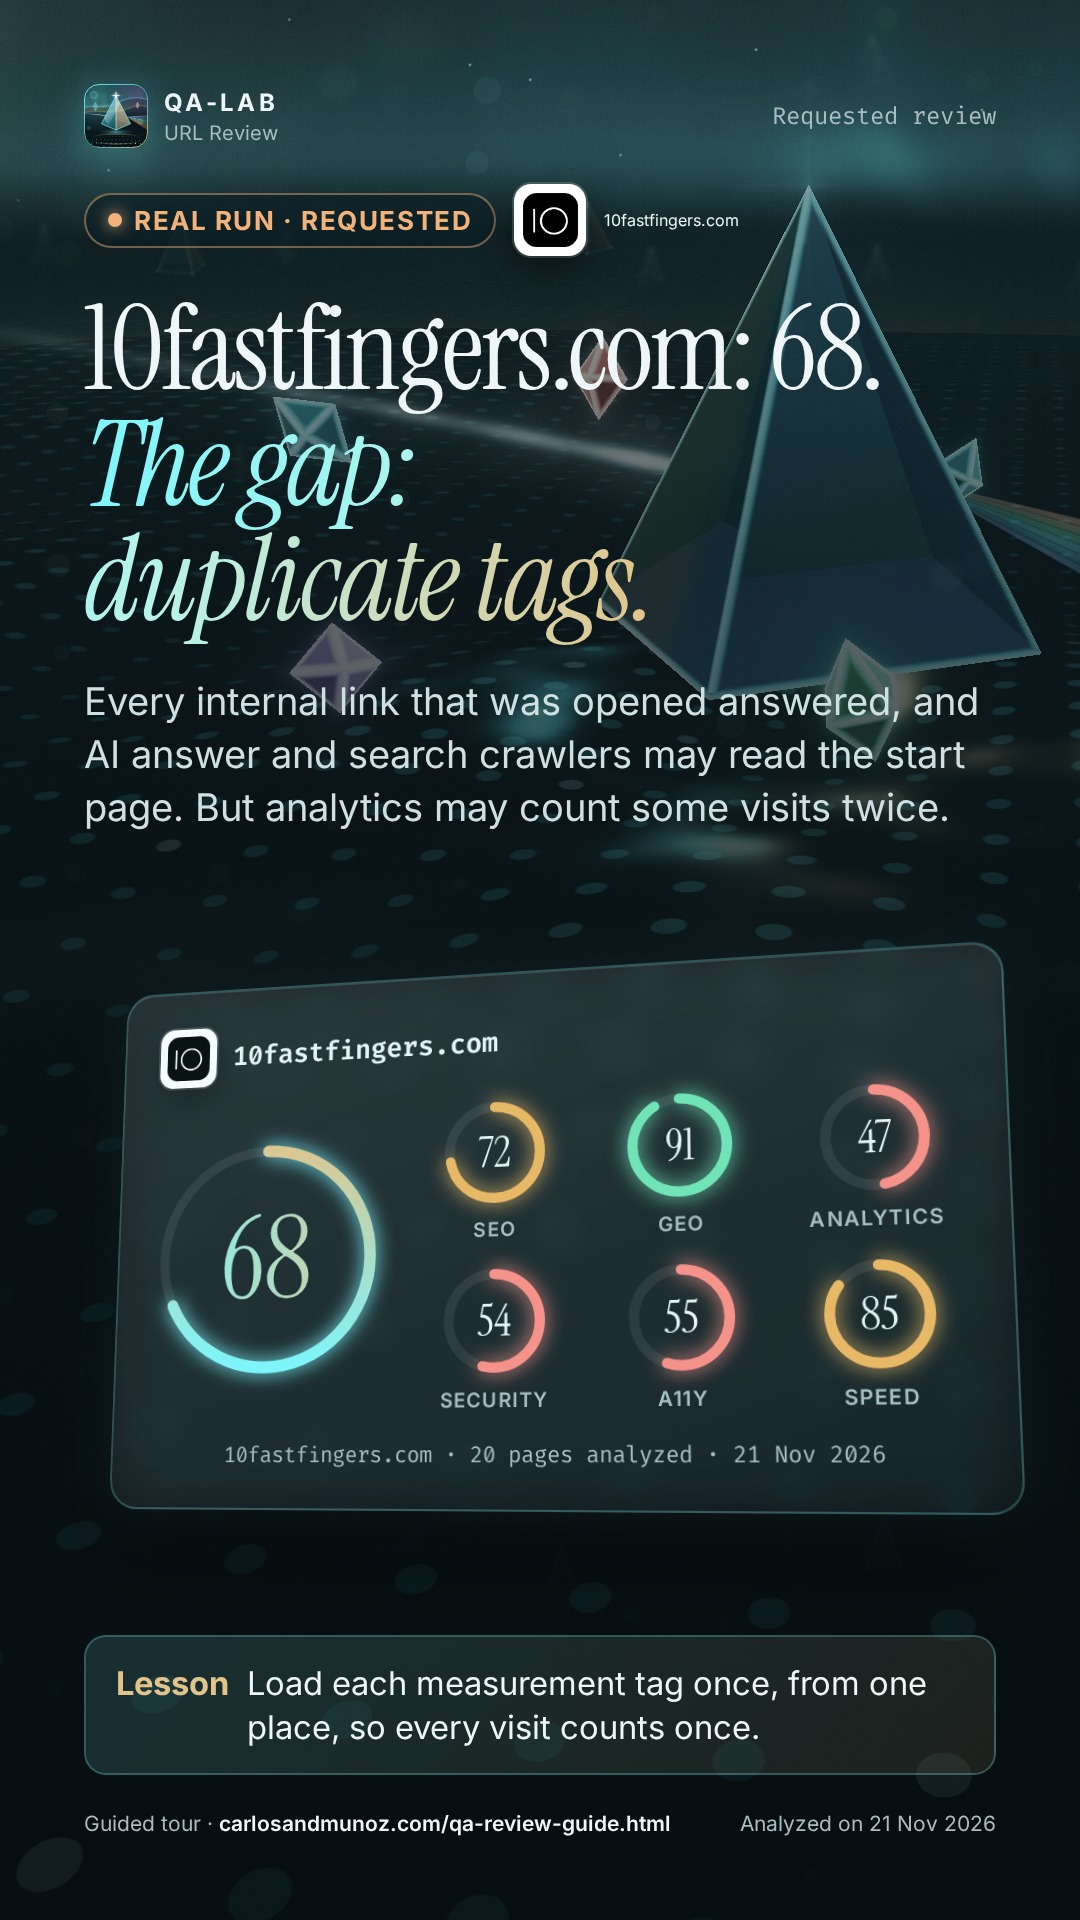 QA-LAB
URL Review
Requested review
REAL RUN · REQUESTED
10fastfingers.com
10fastfingers.com: 68.
The gap:
duplicate tags.
Every internal link that was opened answered, and
AI answer and search crawlers may read the start
page. But analytics may count some visits twice.
10fastfingers.com
68
72
SEO
91
GEO
47
ANALYTICS
54
SECURITY
55
A11Y
85
SPEED
10fastfingers.com · 20 pages analyzed · 21 Nov 2026
Lesson Load each measurement tag once, from one
place, so every visit counts once.
Guided tour · carlosandmunoz.com/qa-review-guide.html
Analyzed on 21 Nov 2026